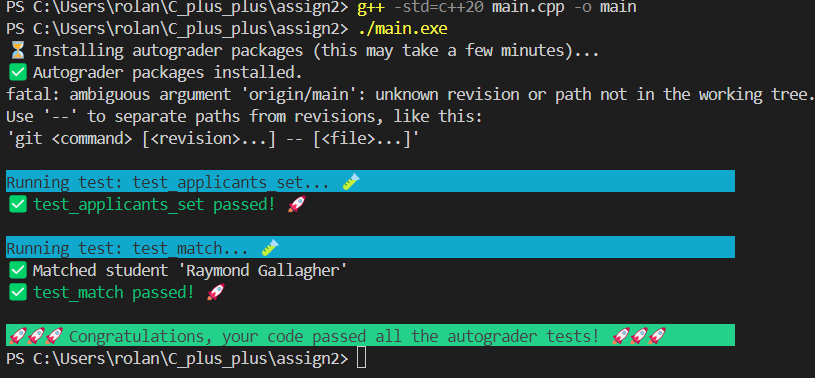 PS C:\Users\rolan\C_plus_plus\assign2> g++ -std=c++20 main.cpp -o main
PS C:\Users\rolan\C_plus_plus\assign2> ./main.exe
⏳ Installing autograder packages (this may take a few minutes)...
✅ Autograder packages installed.
fatal: ambiguous argument 'origin/main': unknown revision or path not in the working tree.
Use '--' to separate paths from revisions, like this:
'git <command> [<revision>...] -- [<file>...]'
Running test: test_applicants_set... 🧪
✅ test_applicants_set passed! 🚀
Running test: test_match... 🧪
✅ Matched student 'Raymond Gallagher'
✅ test_match passed! 🚀
🚀🚀🚀 Congratulations, your code passed all the autograder tests! 🚀🚀🚀
PS C:\Users\rolan\C_plus_plus\assign2>